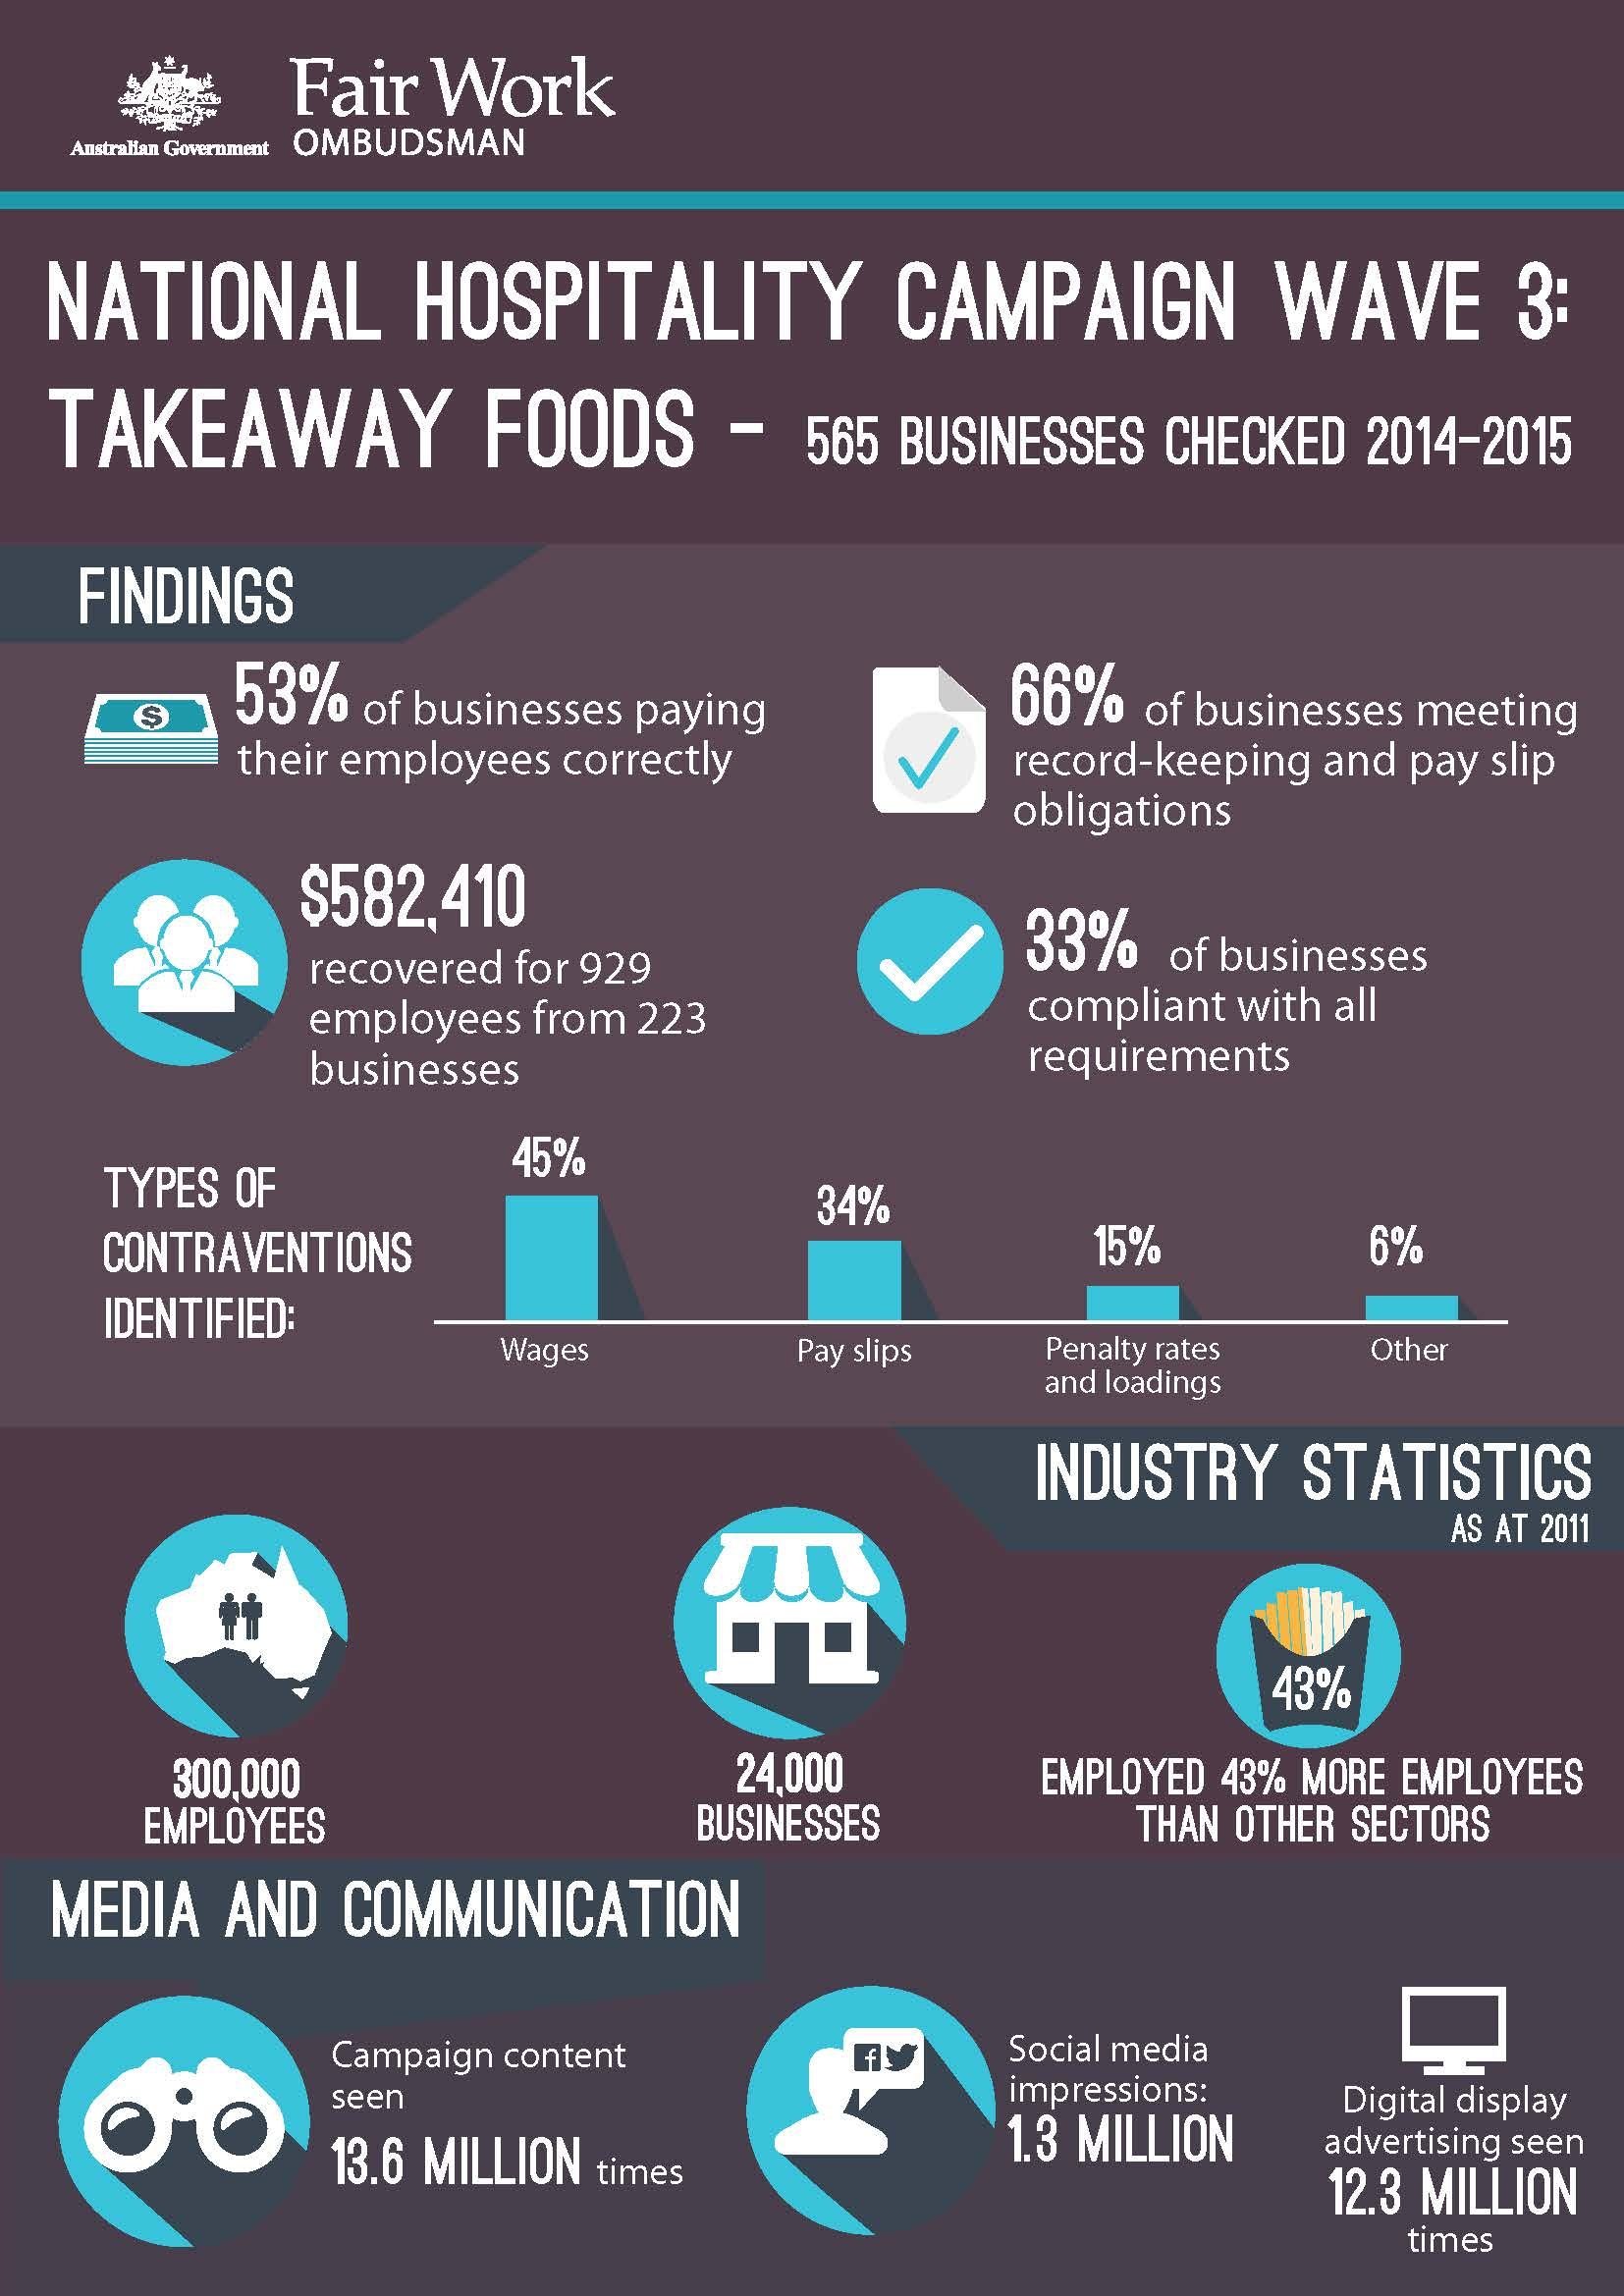 Australian Government
Fair Work
OMBUDSMAN
NATIONAL HOSPITALITY CAMPAIGN WAVE 3:
TAKEAWAY FOODS - 565 BUSINESSES CHECKED 2014-2015
FINDINGS
53% of businesses paying
their employees correctly
66% of businesses meeting
record-keeping and pay slip
obligations
$582,410
recovered for 929
employees from 223
businesses
33% of businesses
compliant with all
requirements
TYPES OF
CONTRAVENTIONS
IDENTIFIED:
45%
34%
15%
6%
Wages
Pay slips
Penalty rates
and loadings
Other
INDUSTRY STATISTICS
AS AT 2011
43%
300,000
EMPLOYEES
24,000
BUSINESSES
EMPLOYED 43% MORE EMPLOYEES
THAN OTHER SECTORS
MEDIA AND COMMUNICATION
Campaign content
seen
13.6 MILLION times
Social media
impressions:
1.3 MILLION
Digital display
advertising seen
12.3 MILLION
times